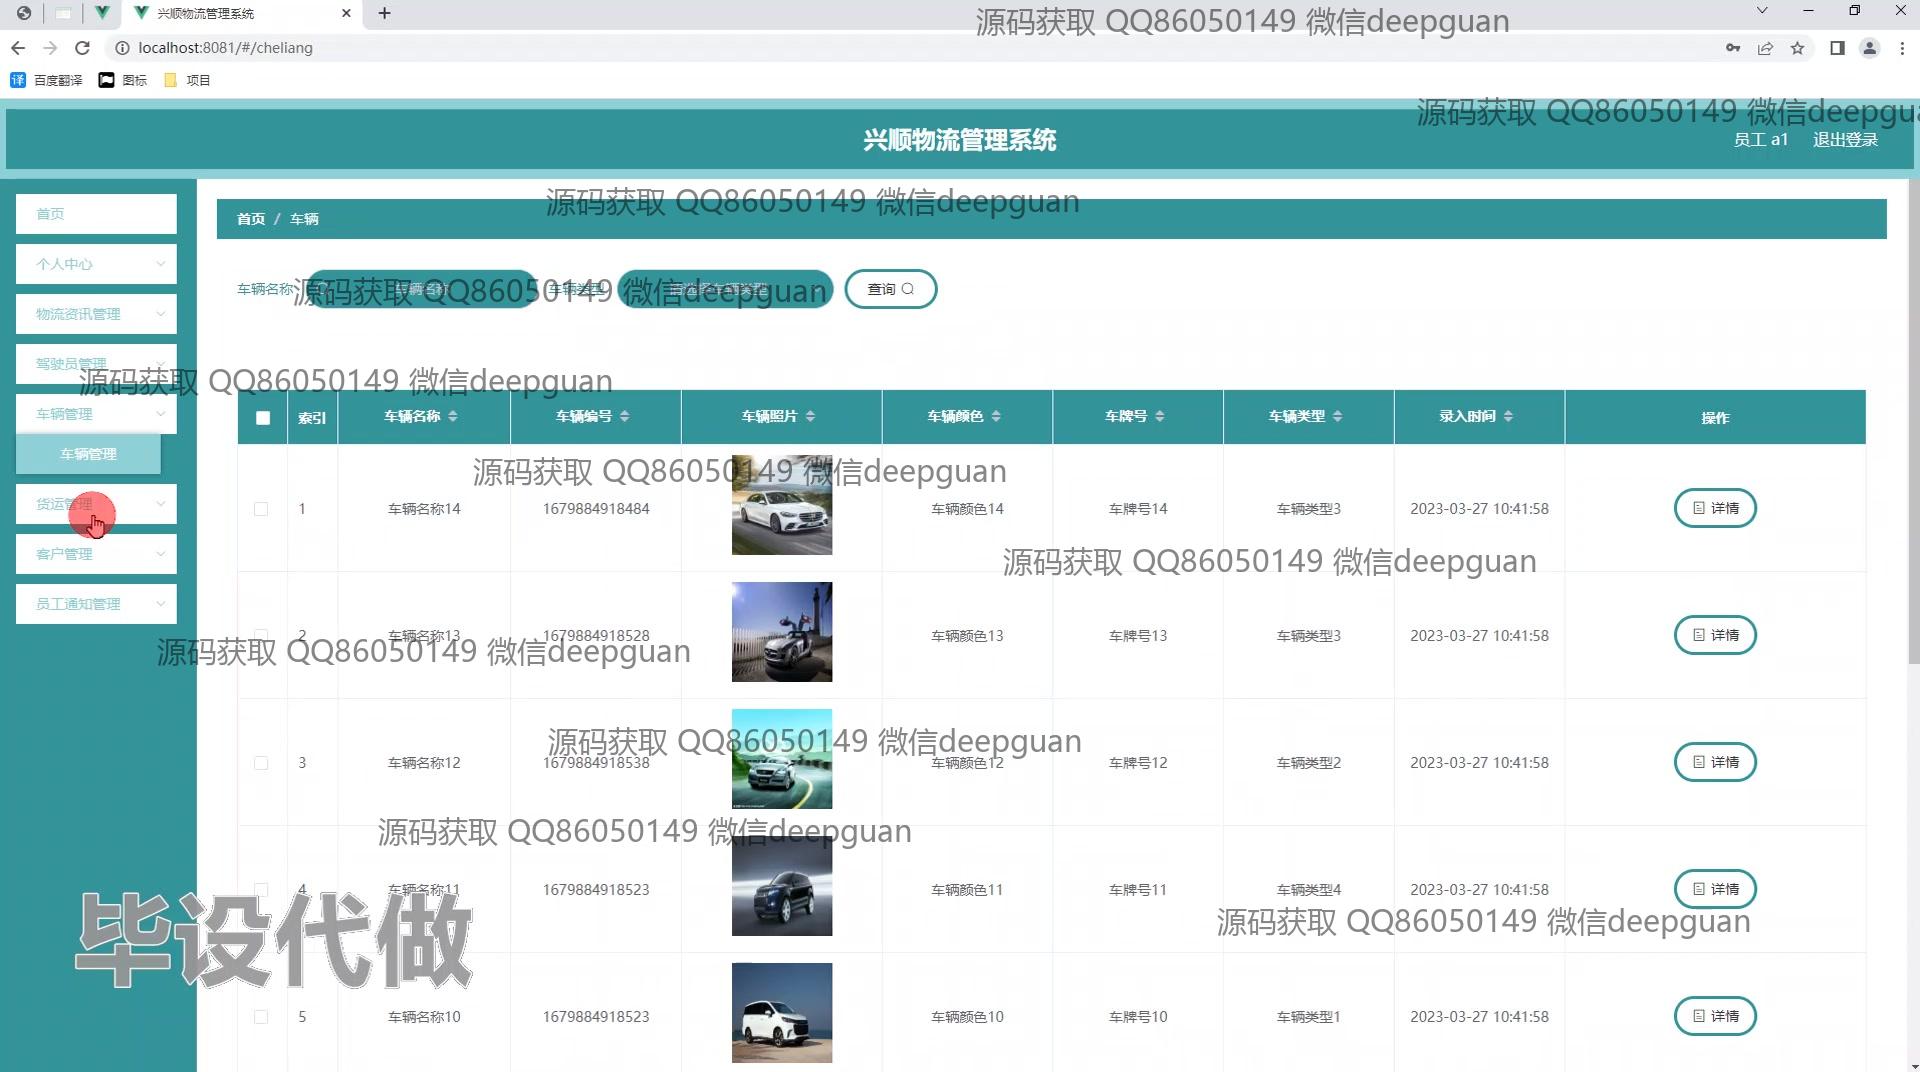 兴顺物流管理系统
源码获取 QQ86050149 微信deepguan
localhost:8081/#/cheliang
百度翻译 图标 项目
源码获取 QQ86050149 微信deepgua
兴顺物流管理系统
员工 a1 退出登录
首页
源码获取 QQ86050149 微信deepguan
首页 / 车辆
个人中心
车辆名称 车辆名称 车辆类型 请选择车辆类型 查询
源码获取 QQ86050149 微信deepguan
物流资讯管理
驾驶员管理
源码获取 QQ86050149 微信deepguan
车辆管理
索引 车辆名称 车辆编号 车辆照片 车辆颜色 车牌号 车辆类型 录入时间 操作
车辆管理
源码获取 QQ86050149 微信deepguan
货运管理
1 车辆名称14 1679884918484 车辆颜色14 车牌号14 车辆类型3 2023-03-27 10:41:58 详情
客户管理
源码获取 QQ86050149 微信deepguan
员工通知管理
2 车辆名称13 1679884918528 车辆颜色13 车牌号13 车辆类型3 2023-03-27 10:41:58 详情
源码获取 QQ86050149 微信deepguan
源码获取 QQ86050149 微信deepguan
3 车辆名称12 1679884918538 车辆颜色12 车牌号12 车辆类型2 2023-03-27 10:41:58 详情
源码获取 QQ86050149 微信deepguan
4 车辆名称11 1679884918523 车辆颜色11 车牌号11 车辆类型4 2023-03-27 10:41:58 详情
源码获取 QQ86050149 微信deepguan
毕设代做
5 车辆名称10 1679884918523 车辆颜色10 车牌号10 车辆类型1 2023-03-27 10:41:58 详情